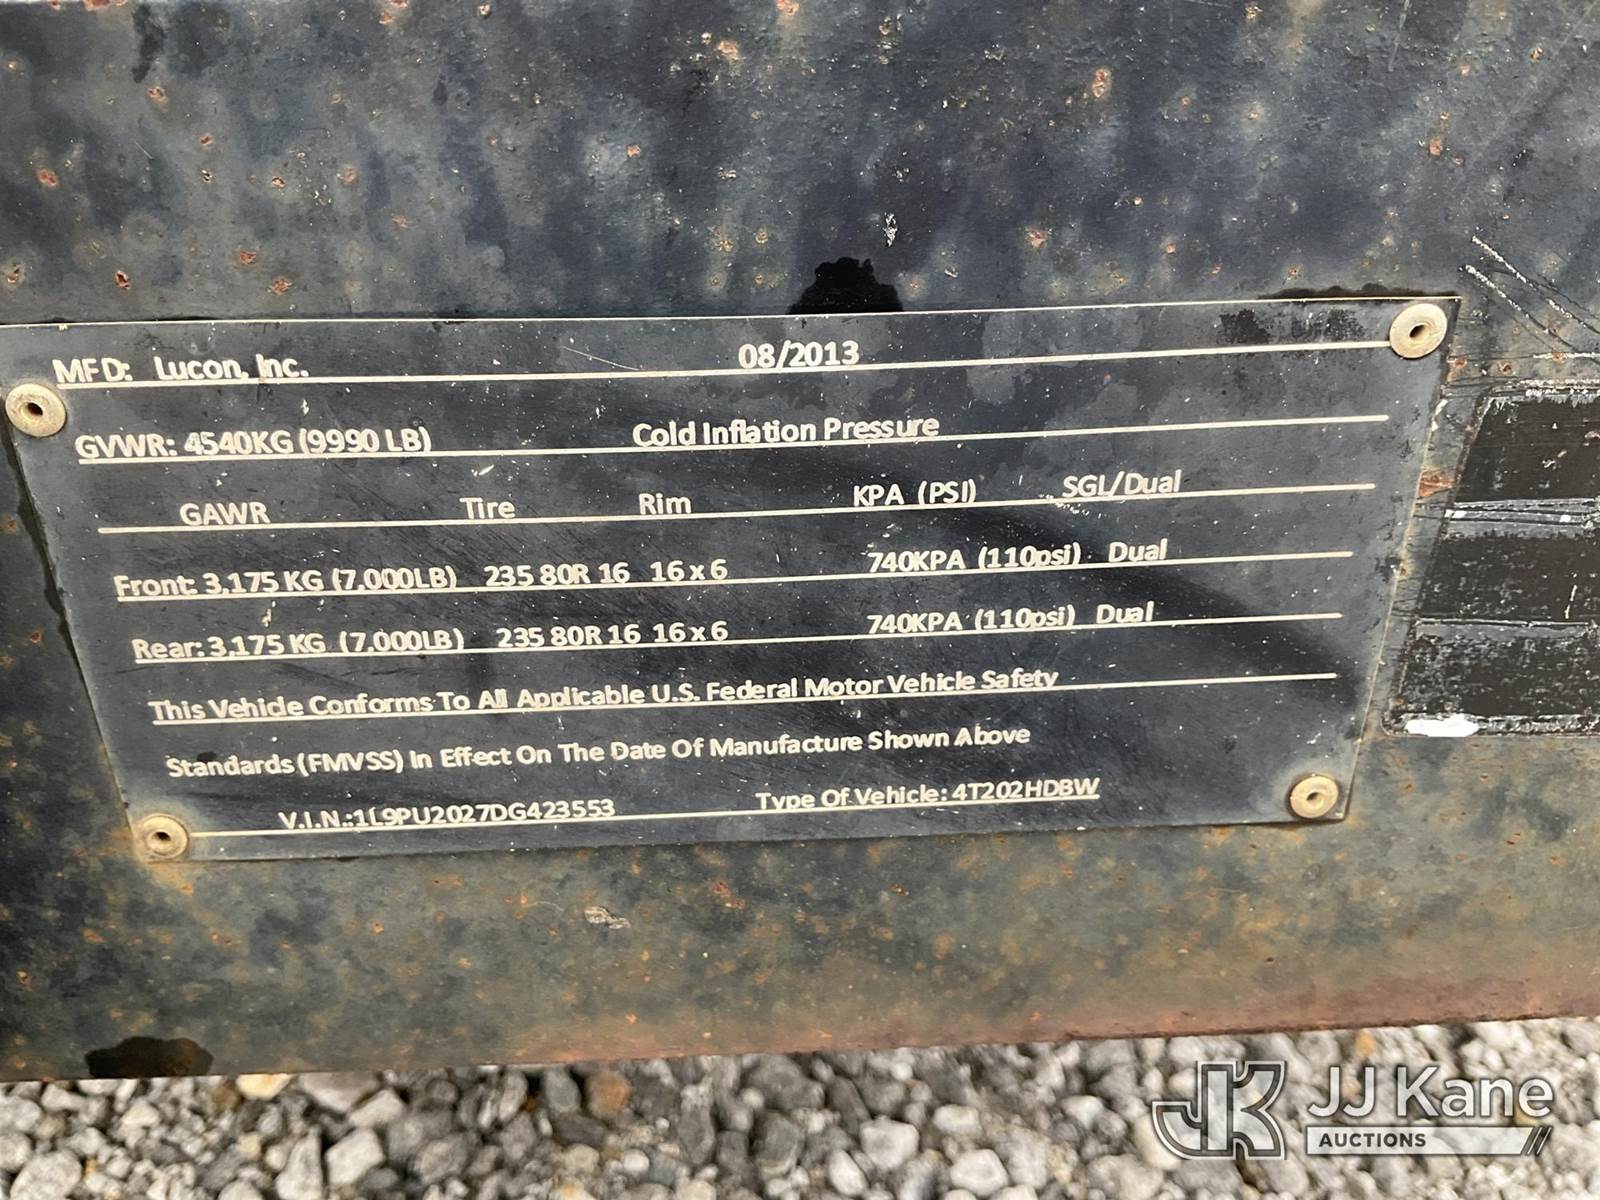 MFD: Lucon, Inc. 08/2013
GVWR: 4540KG (9990 LB) Cold Inflation Pressure
GAWR Tire Rim KPA (PSI) SGL/Dual
Front: 3,175 KG (7,000LB) 235 80R 16 16 x 6 740KPA (110psi) Dual
Rear: 3,175 KG (7,000LB) 235 80R 16 16 x 6 740KPA (110psi) Dual
This Vehicle Conforms To All Applicable U.S. Federal Motor Vehicle Safety
Standards (FMVSS) In Effect On The Date Of Manufacture Shown Above
V.I.N.:1L9PU2027DG423553 Type Of Vehicle: 4T202HDBW
JK JJ Kane
AUCTIONS